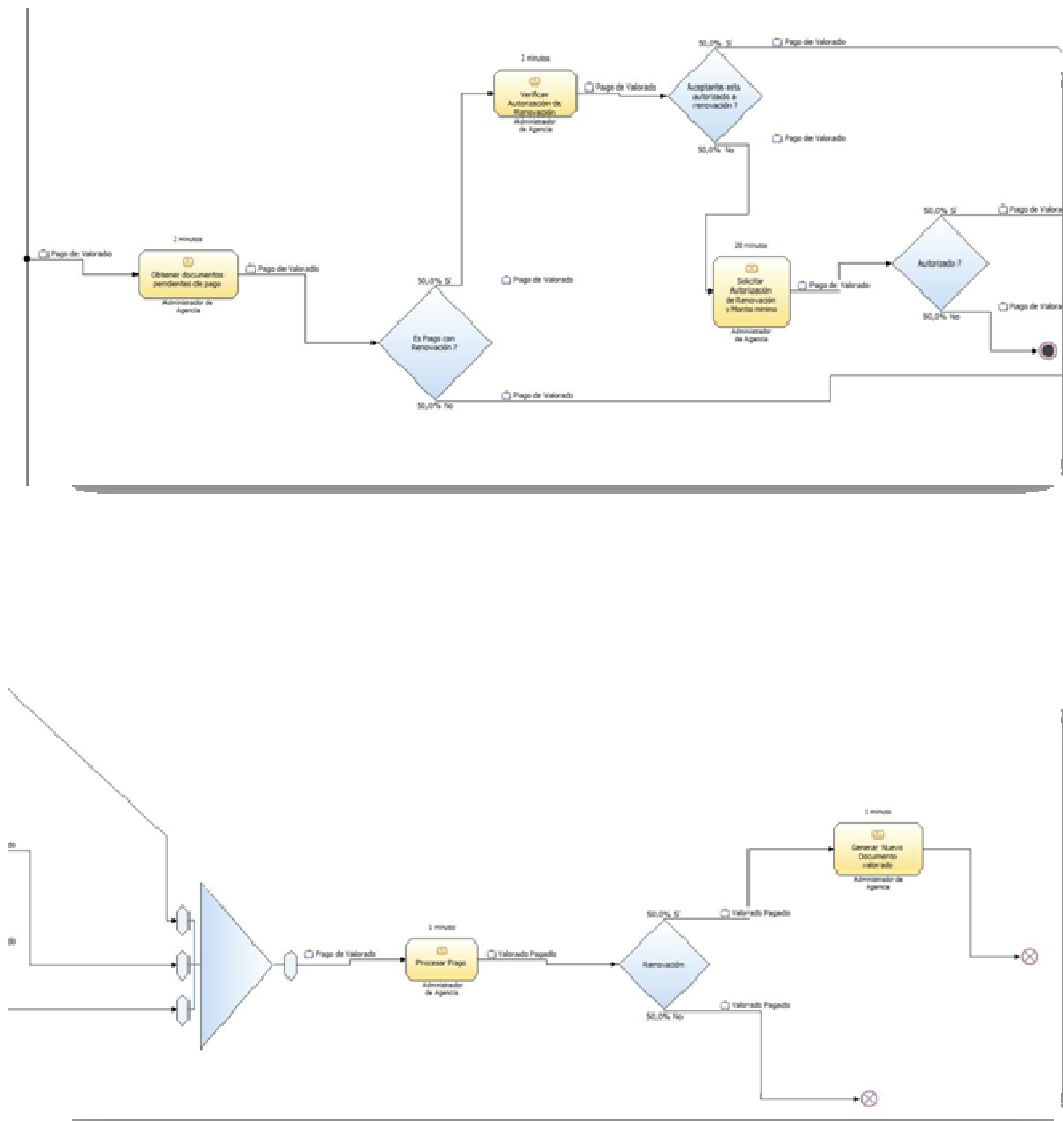 50,0% Sí
Pago de Valorado
2 minutos
Verificar
Autorización de
Renovación
Administrador
de Agencia
Pago de Valorado
Aceptante esta
autorizado a
renovación ?
50,0% No
Pago de Valorado
Pago de Valorado
2 minutos
Obtener documentos
pendientes de pago
Administrador de
Agencia
Pago de Valorado
50,0% Sí
Pago de Valorado
Es Pago con
Renovación ?
50,0% No
Pago de Valorado
20 minutos
Solicitar
Autorización
de Renovación
y Monto mínimo
Administrador
de Agencia
Pago de Valorado
50,0% Sí
Pago de Valora
Autorizado ?
50,0% No
Pago de Valora
do
do
Pago de Valorado
1 minuto
Procesar Pago
Administrador
de Agencia
Valorado Pagado
50,0% Sí
Valorado Pagado
Renovación
50,0% No
Valorado Pagado
1 minuto
Generar Nuevo
Documento
valorado
Administrador de
Agencia